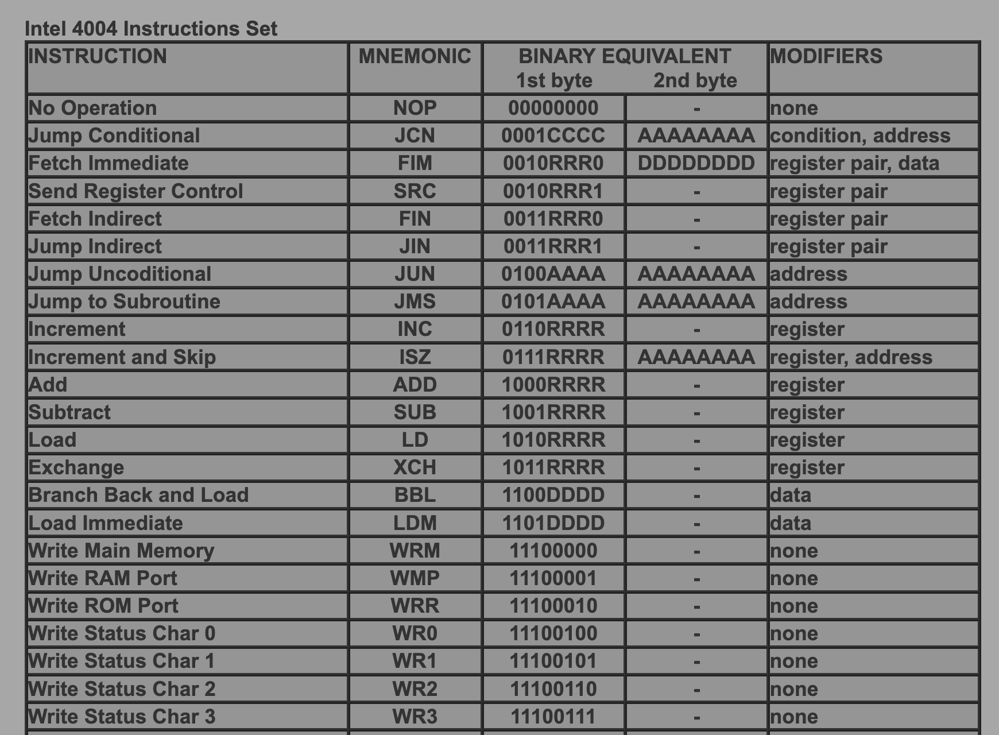 Intel 4004 Instructions Set
INSTRUCTION MNEMONIC BINARY EQUIVALENT MODIFIERS
1st byte 2nd byte
No Operation NOP 00000000 - none
Jump Conditional JCN 0001CCCC AAAAAAAA condition, address
Fetch Immediate FIM 0010RRR0 DDDDDDDD register pair, data
Send Register Control SRC 0010RRR1 - register pair
Fetch Indirect FIN 0011RRR0 - register pair
Jump Indirect JIN 0011RRR1 - register pair
Jump Uncoditional JUN 0100AAAA AAAAAAAA address
Jump to Subroutine JMS 0101AAAA AAAAAAAA address
Increment INC 0110RRRR - register
Increment and Skip ISZ 0111RRRR AAAAAAAA register, address
Add ADD 1000RRRR - register
Subtract SUB 1001RRRR - register
Load LD 1010RRRR - register
Exchange XCH 1011RRRR - register
Branch Back and Load BBL 1100DDDD - data
Load Immediate LDM 1101DDDD - data
Write Main Memory WRM 11100000 - none
Write RAM Port WMP 11100001 - none
Write ROM Port WRR 11100010 - none
Write Status Char 0 WR0 11100100 - none
Write Status Char 1 WR1 11100101 - none
Write Status Char 2 WR2 11100110 - none
Write Status Char 3 WR3 11100111 - none